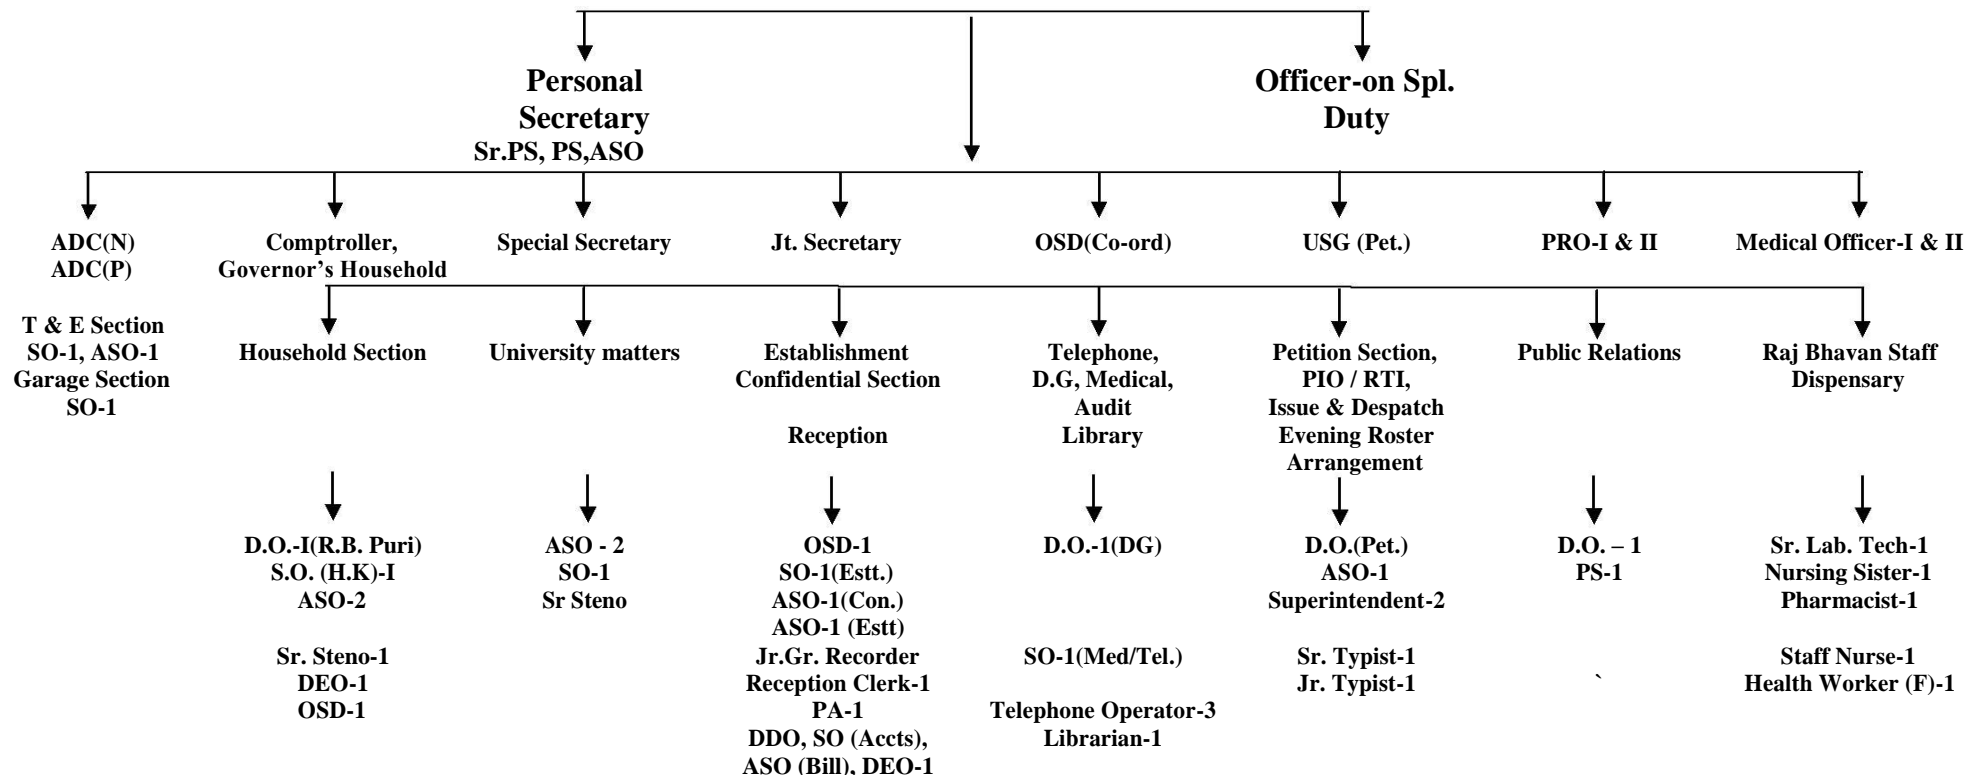 Personal
Secretary
Sr.PS, PS,ASO
Officer-on Spl.
Duty
ADC(N)
ADC(P)
T & E Section
SO-1, ASO-1
Garage Section
SO-1
Comptroller,
Governor's Household
Household Section
D.O.-I(R.B. Puri)
S.O. (H.K)-I
ASO-2
Sr. Steno-1
DEO-1
OSD-1
Special Secretary
University matters
ASO - 2
SO-1
Sr Steno
Jt. Secretary
Establishment
Confidential Section
Reception
OSD-1
SO-1(Estt.)
ASO-1(Con.)
ASO-1 (Estt)
Jr.Gr. Recorder
Reception Clerk-1
PA-1
DDO, SO (Accts),
ASO (Bill), DEO-1
OSD(Co-ord)
Telephone,
D.G, Medical,
Audit
Library
D.O.-1(DG)
SO-1(Med/Tel.)
Telephone Operator-3
Librarian-1
USG (Pet.)
Petition Section,
PIO / RTI,
Issue & Despatch
Evening Roster
Arrangement
D.O.(Pet.)
ASO-1
Superintendent-2
Sr. Typist-1
Jr. Typist-1
PRO-I & II
Public Relations
D.O. – 1
PS-1
`
Medical Officer-I & II
Raj Bhavan Staff
Dispensary
Sr. Lab. Tech-1
Nursing Sister-1
Pharmacist-1
Staff Nurse-1
Health Worker (F)-1